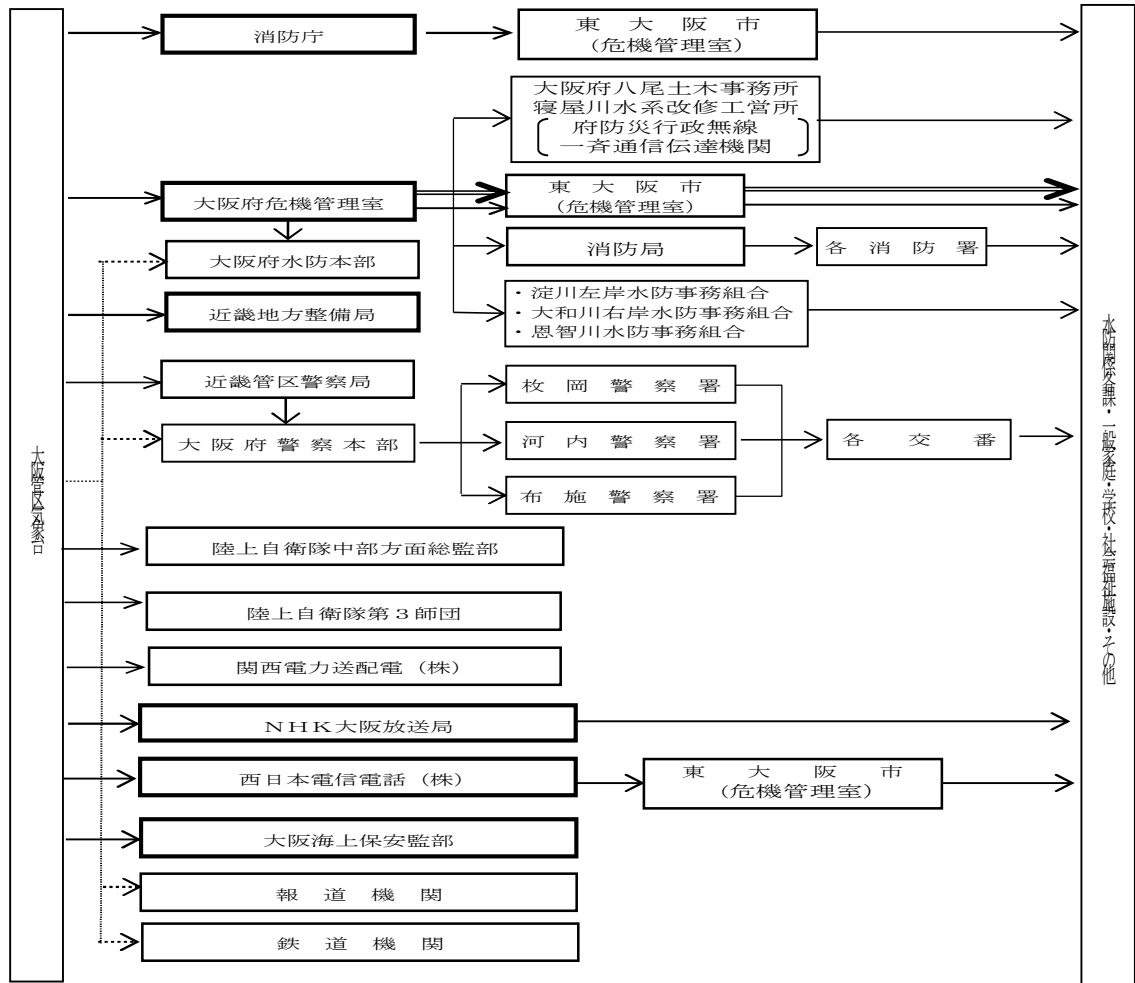 大阪管区気象台
消防庁
東大阪市
(危機管理室)
大阪府八尾土木事務所
寝屋川水系改修工営所
府防災行政無線
一斉通信伝達機関
大阪府危機管理室
東大阪市
(危機管理室)
大阪府水防本部
消防局
各消防署
近畿地方整備局
・淀川左岸水防事務組合
・大和川右岸水防事務組合
・恩智川水防事務組合
近畿管区警察局
大阪府警察本部
枚岡警察署
河内警察署
布施警察署
各交番
陸上自衛隊中部方面総監部
陸上自衛隊第3師団
関西電力送配電(株)
NHK大阪放送局
西日本電信電話(株)
東大阪市
(危機管理室)
大阪海上保安監部
報道機関
鉄道機関
水防関係各課・一般家庭・学校・社会福祉施設・その他